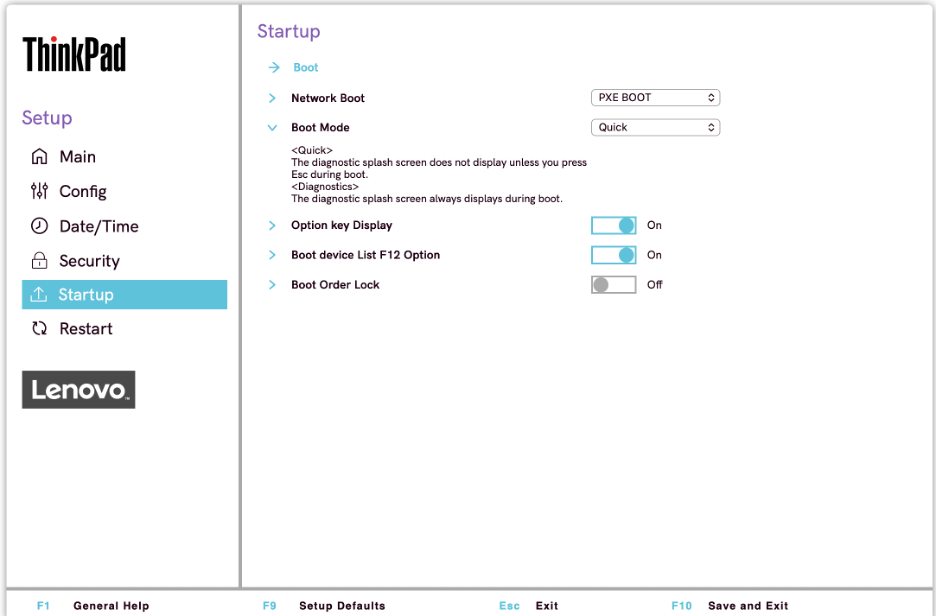 ThinkPad
Setup
Main
Config
Date/Time
Security
Startup
Restart
Lenovo
Startup
Boot
Network Boot PXE BOOT
Boot Mode Quick
<Quick>
The diagnostic splash screen does not display unless you press
Esc during boot.
<Diagnostics>
The diagnostic splash screen always displays during boot.
Option key Display On
Boot device List F12 Option On
Boot Order Lock Off
F1 General Help F9 Setup Defaults Esc Exit F10 Save and Exit